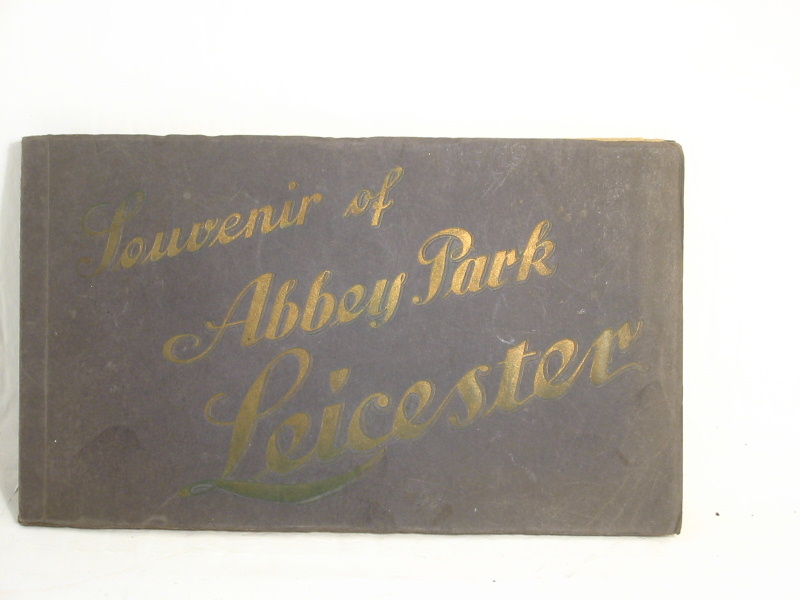 Souvenir of
Abbey Park
Leicester